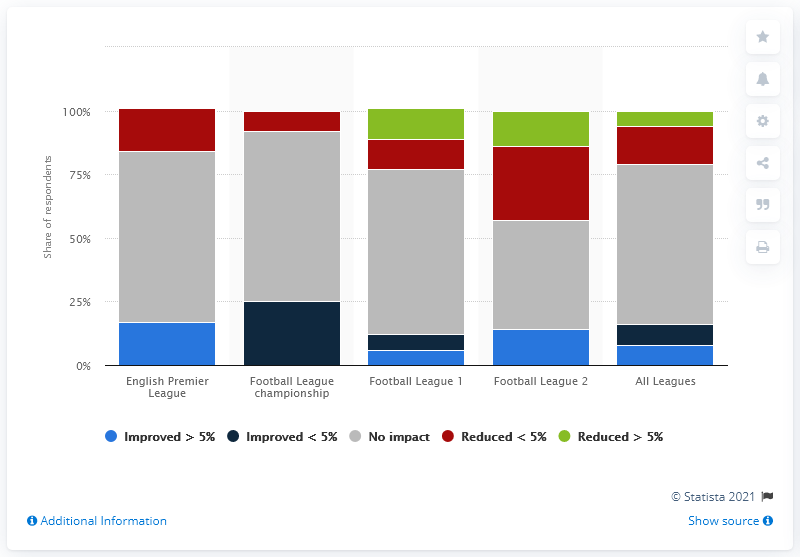 Share of respondents
100%
75%
50%
25%
0%
English Premier
League
Football League
championship
Football League 1
Football League 2
All Leagues
Improved > 5%
Improved < 5%
No impact
Reduced < 5%
Reduced > 5%
© Statista 2021
Additional Information
Show source